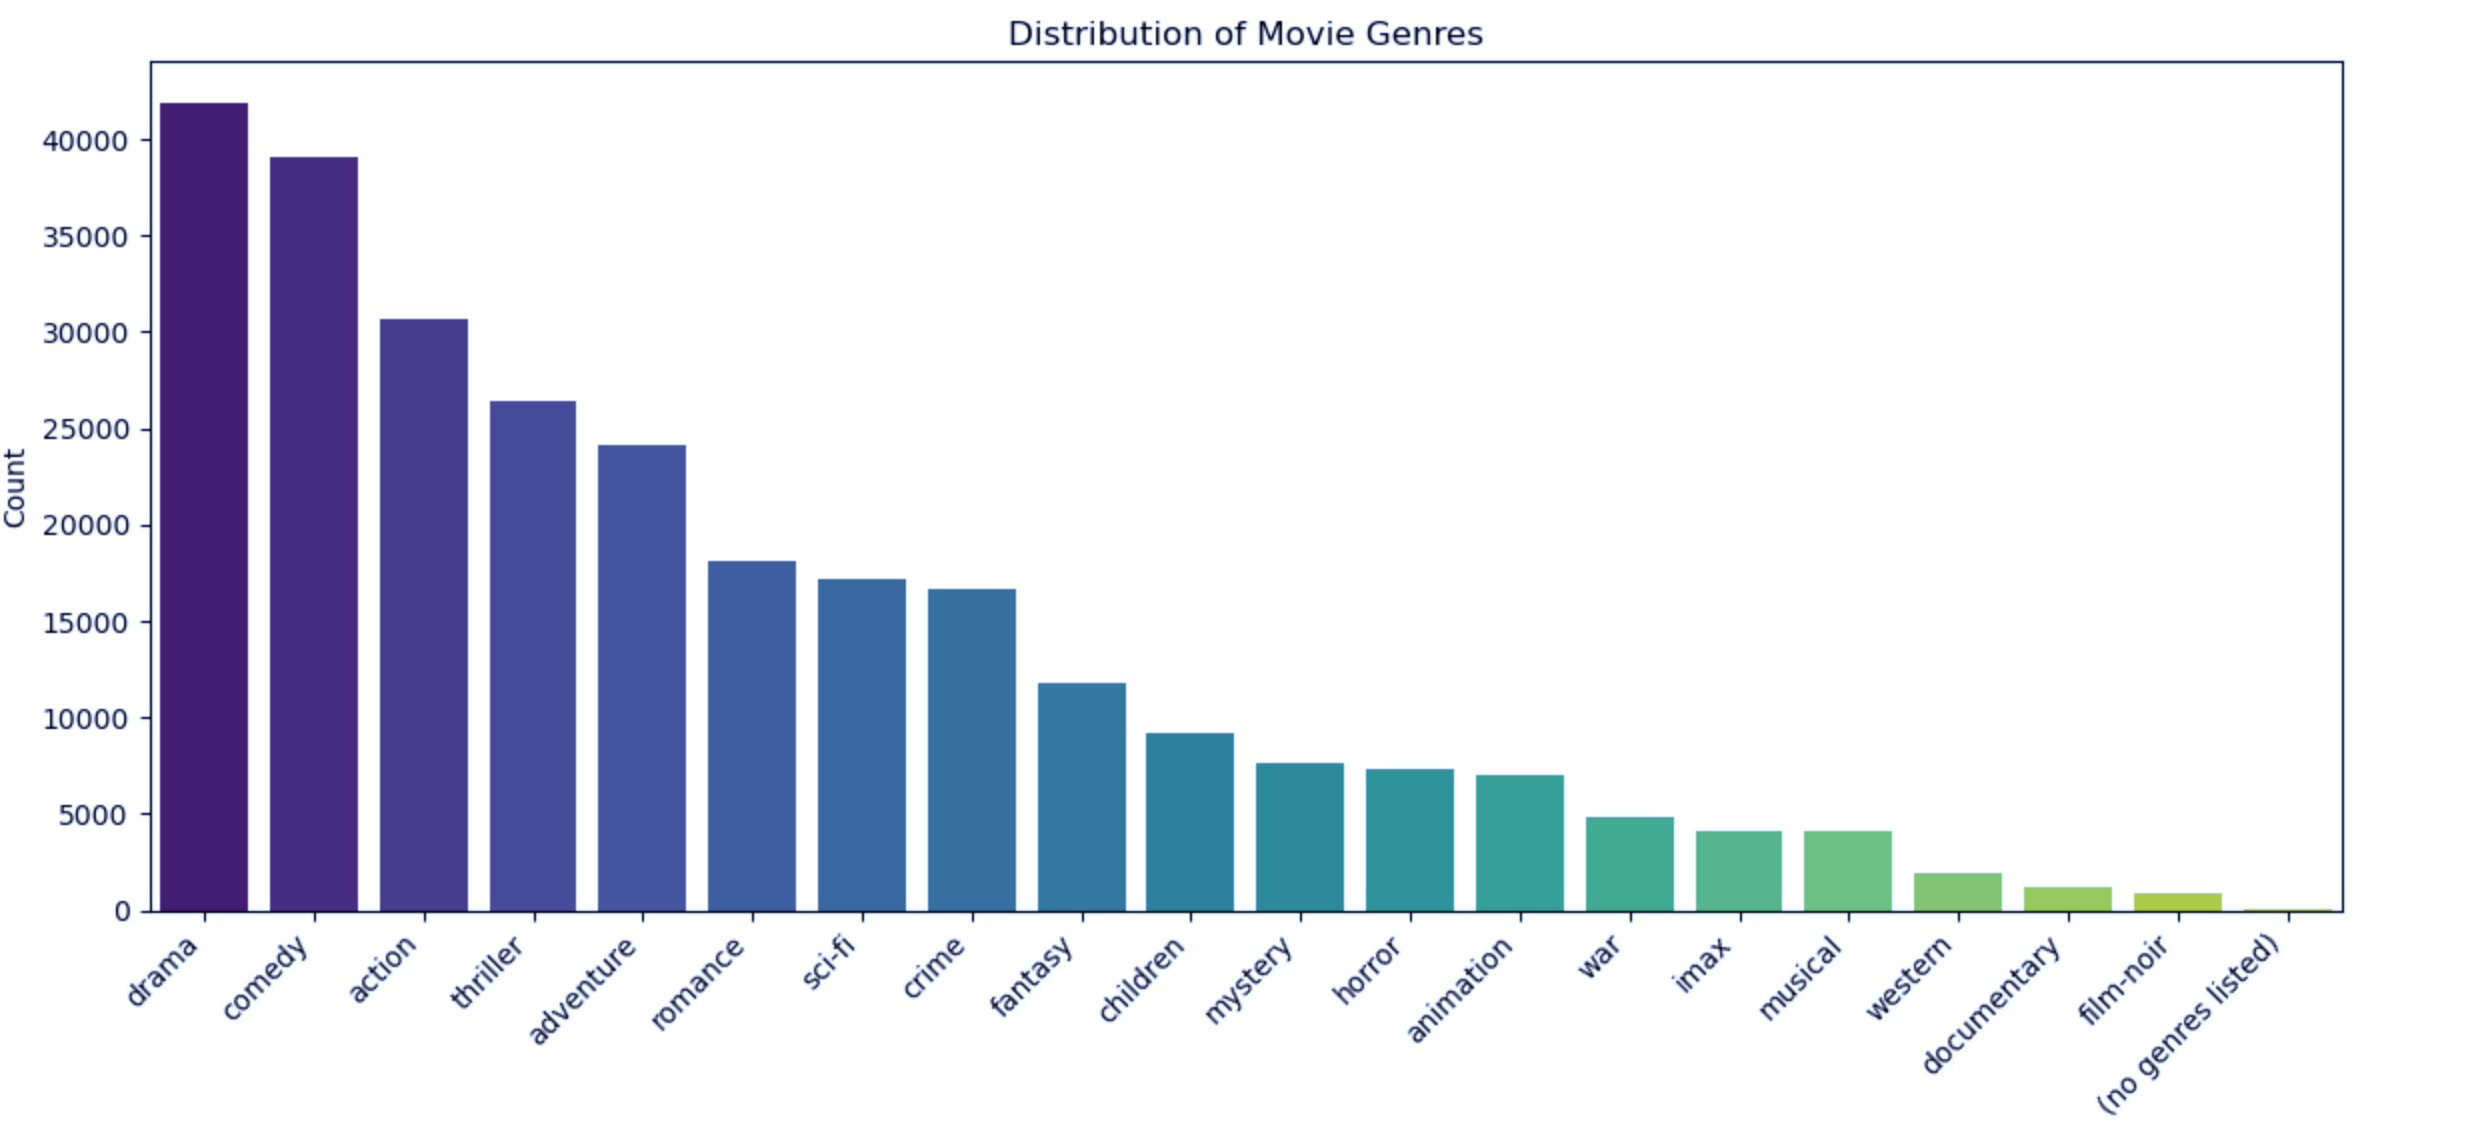 Distribution of Movie Genres
Count
40000
35000
30000
25000
20000
15000
10000
5000
0
drama
comedy
action
thriller
adventure
romance
sci-fi
crime
fantasy
children
mystery
horror
animation
war
imax
musical
western
documentary
film-noir
(no genres listed)